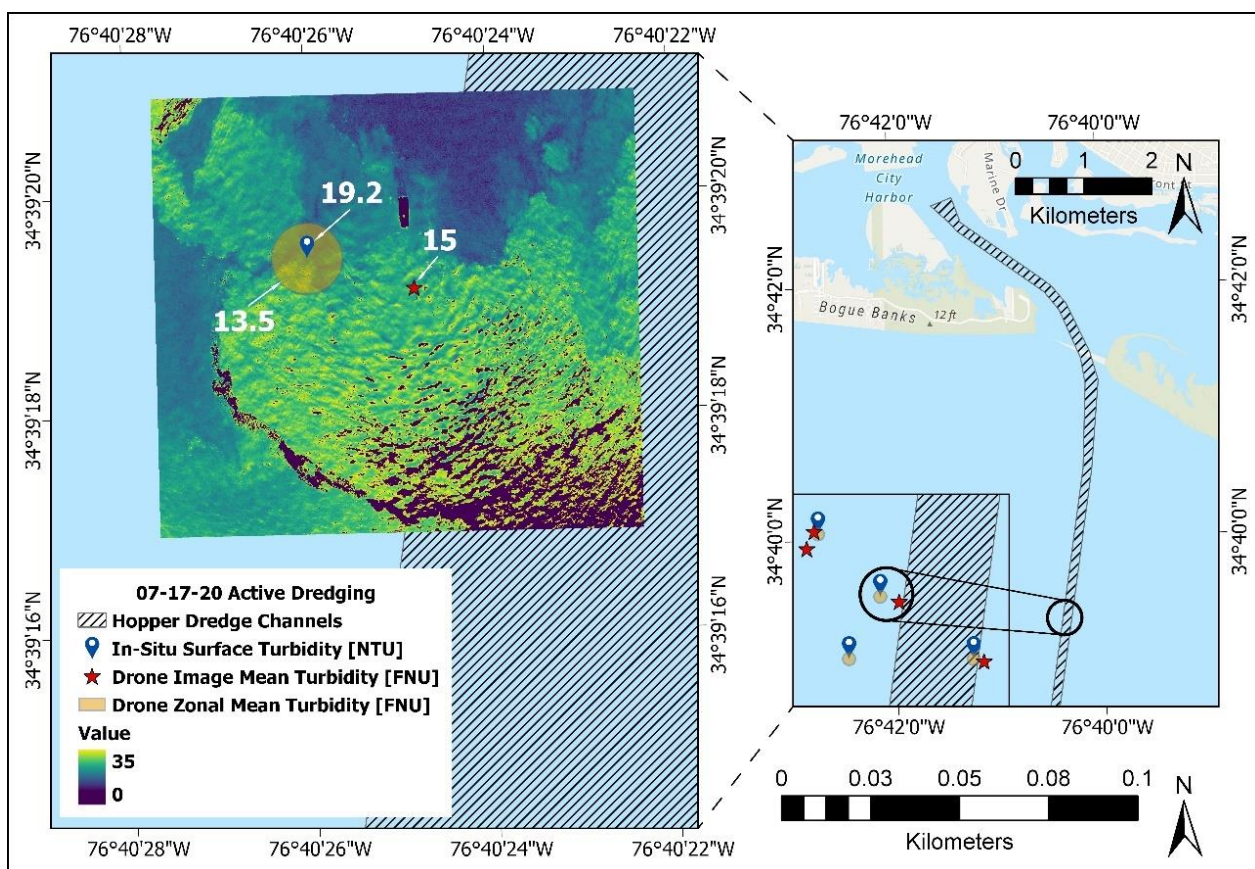 76°40'28"W 76°40'26"W 76°40'24"W 76°40'22"W
34°39'20"N
34°39'18"N
34°39'16"N
19.2
15
13.5
07-17-20 Active Dredging
Hopper Dredge Channels
In-Situ Surface Turbidity [NTU]
Drone Image Mean Turbidity [FNU]
Drone Zonal Mean Turbidity [FNU]
Value
35
0
34°39'20"N
34°39'18"N
34°39'16"N
76°40'28"W 76°40'26"W 76°40'24"W 76°40'22"W
76°42'0"W 76°40'0"W
Morehead
City
Harbor
Marine Dr
0 1 2
Kilometers
N
34°42'0"N
34°42'0"N
Bogue Banks 12 ft
34°40'0"N
34°40'0"N
76°42'0"W 76°40'0"W
0 0.03 0.05 0.08 0.1
Kilometers
N